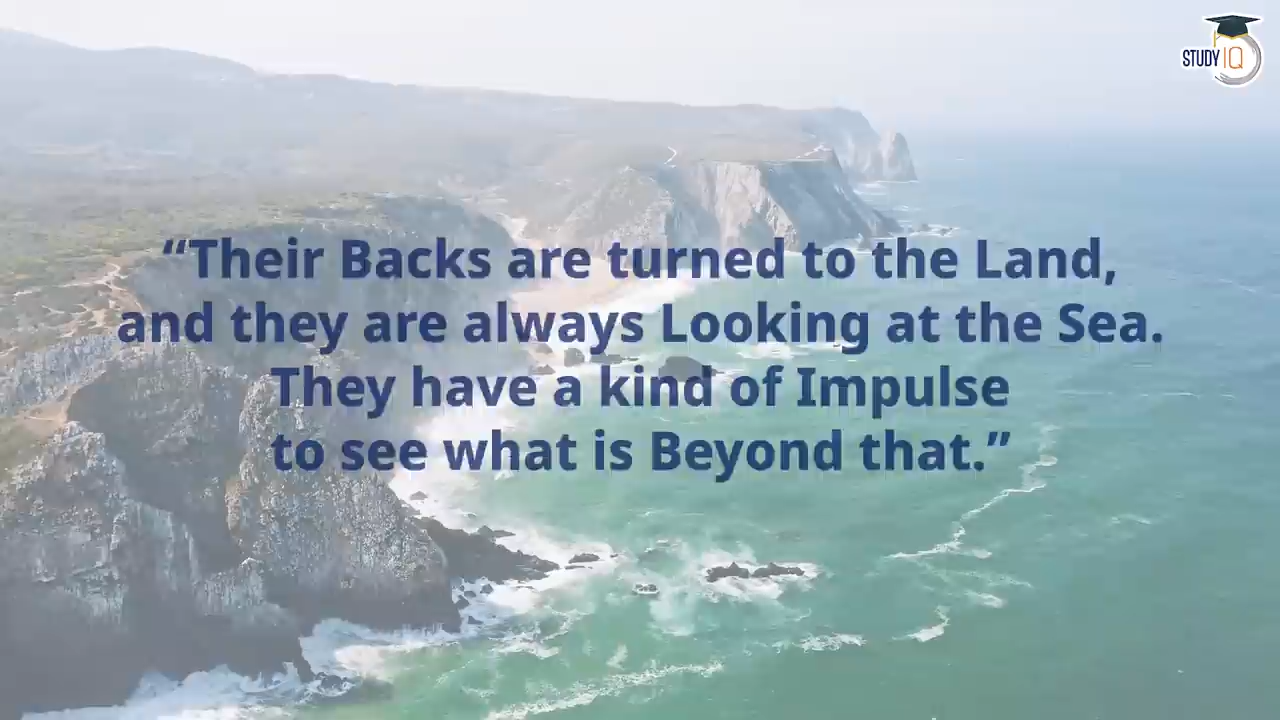 STUDY IQ
“Their Backs are turned to the Land,
and they are always Looking at the Sea.
They have a kind of Impulse
to see what is Beyond that.”